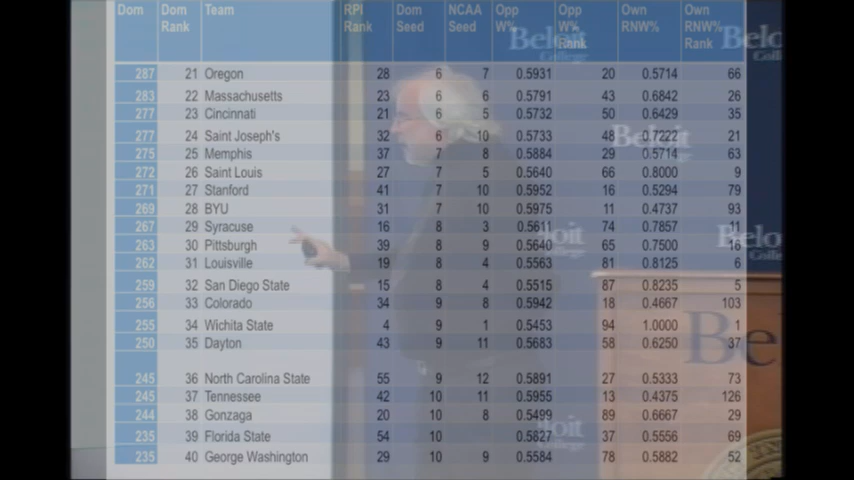 Dom Dom Rank Team RPI Rank Dom Seed NCAA Seed Opp W% Opp W% Rank Own RNW% Own RNW% Rank
287 21 Oregon 28 6 7 0.5931 20 0.5714 66
283 22 Massachusetts 23 6 6 0.5791 43 0.6842 26
277 23 Cincinnati 21 6 5 0.5732 50 0.6429 35
277 24 Saint Joseph's 32 6 10 0.5733 48 0.7222 21
275 25 Memphis 37 7 8 0.5884 29 0.5714 63
272 26 Saint Louis 27 7 5 0.5640 66 0.8000 9
271 27 Stanford 41 7 10 0.5952 16 0.5294 79
269 28 BYU 31 7 10 0.5975 11 0.4737 93
267 29 Syracuse 16 8 3 0.5611 74 0.7857 11
263 30 Pittsburgh 39 8 9 0.5640 65 0.7500 16
262 31 Louisville 19 8 4 0.5563 81 0.8125 6
259 32 San Diego State 15 8 4 0.5515 87 0.8235 5
256 33 Colorado 34 9 8 0.5942 18 0.4667 103
255 34 Wichita State 4 9 1 0.5453 94 1.0000 1
250 35 Dayton 43 9 11 0.5683 58 0.6250 37
245 36 North Carolina State 55 9 12 0.5891 27 0.5333 73
245 37 Tennessee 42 10 11 0.5955 13 0.4375 126
244 38 Gonzaga 20 10 8 0.5499 89 0.6667 29
235 39 Florida State 54 10 0.5827 37 0.5556 69
235 40 George Washington 29 10 9 0.5584 78 0.5882 52
Beloit
College
Beloit
Beloit